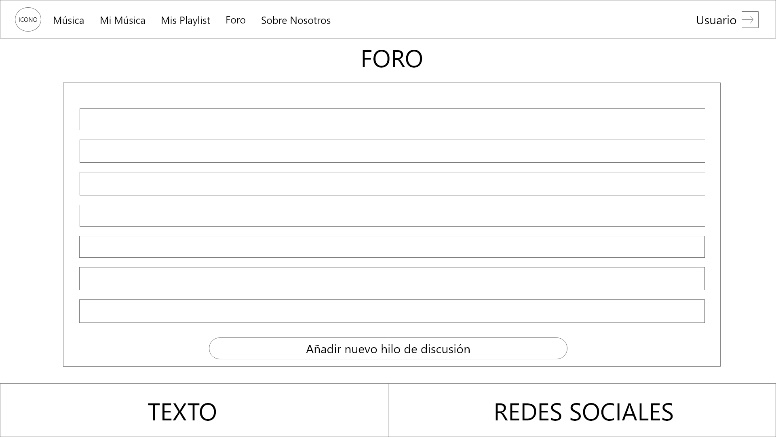 ICONO Música Mi Música Mis Playlist Foro Sobre Nosotros Usuario
FORO
Añadir nuevo hilo de discusión
TEXTO REDES SOCIALES